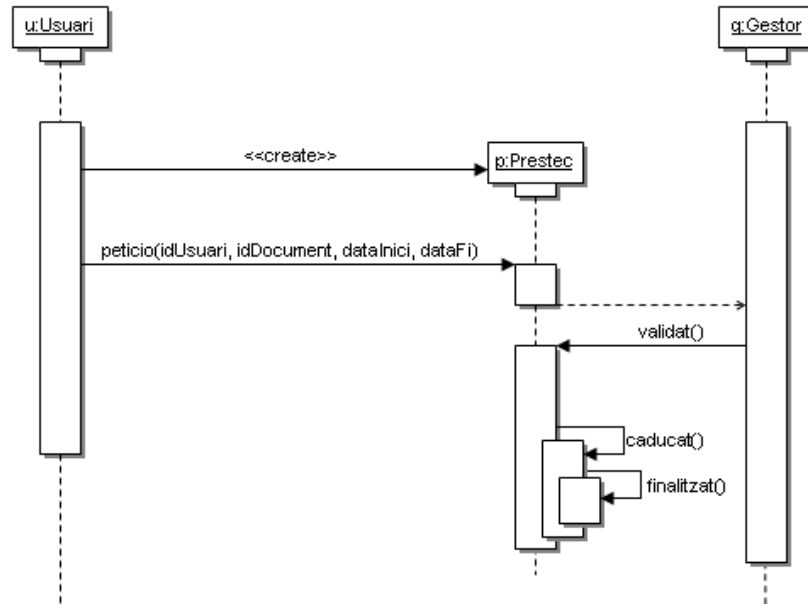 u:Usuari
g:Gestor
<<create>>
p:Prestec
peticio(idUsuari, idDocument, dataInici, dataFi)
validat()
caducat()
finalitzat()